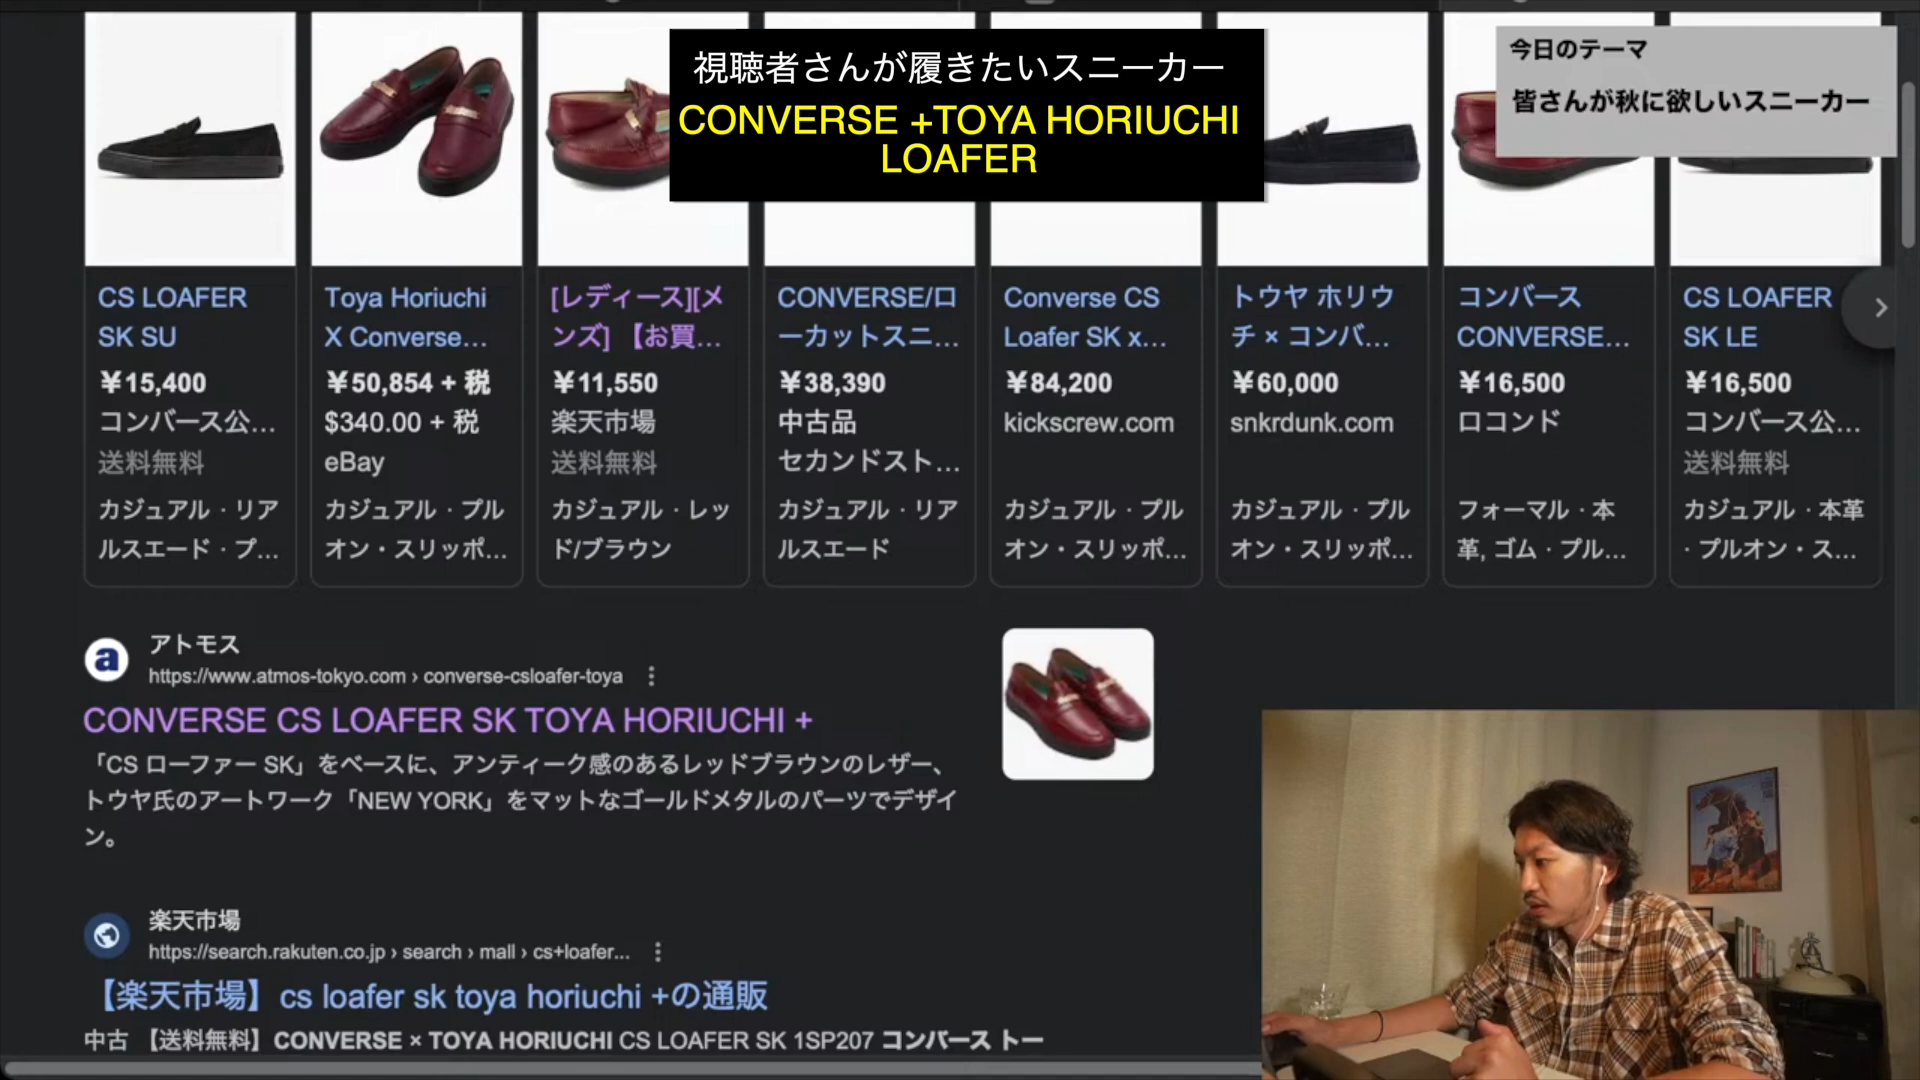 視聴者さんが履きたいスニーカー
CONVERSE +TOYA HORIUCHI
LOAFER
今日のテーマ
皆さんが秋に欲しいスニーカー
CS LOAFER
SK SU
¥15,400
コンバース公...
送料無料
カジュアル · リア
ルスエード · プ...
Toya Horiuchi
X Converse...
¥50,854 + 税
$340.00 + 税
eBay
カジュアル · プル
オン・スリッポ...
[レディース][メ
ンズ] 【お買...
¥11,550
楽天市場
送料無料
カジュアル · レッ
ド/ブラウン
CONVERSE/ロ
ーカットスニ...
¥38,390
中古品
セカンドスト...
カジュアル · リア
ルスエード
Converse CS
Loafer SK x...
¥84,200
kickscrew.com
カジュアル · プル
オン・スリッポ...
トウヤ ホリウ
チ × コンバ...
¥60,000
snkrdunk.com
カジュアル · プル
オン・スリッポ...
コンバース
CONVERSE...
¥16,500
ロコンド
フォーマル · 本
革, ゴム · プル...
CS LOAFER
SK LE
¥16,500
コンバース公...
送料無料
カジュアル · 本革
· プルオン・ス...
a
アトモス
https://www.atmos-tokyo.com › converse-csloafer-toya
CONVERSE CS LOAFER SK TOYA HORIUCHI +
「CS ローファー SK」をベースに、アンティーク感のあるレッドブラウンのレザー、
トウヤ氏のアートワーク「NEW YORK」をマットなゴールドメタルのパーツでデザイ
ン。
楽天市場
https://search.rakuten.co.jp › search › mall › cs+loafer...
【楽天市場】cs loafer sk toya horiuchi +の通販
中古 【送料無料】CONVERSE × TOYA HORIUCHI CS LOAFER SK 1SP207 コンバース トー